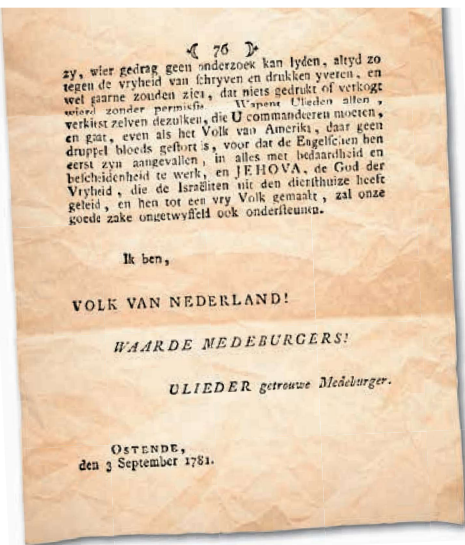 76
zy, wier gedrag geen onderzoek kan lyden, altyd zo
tegen de vryheid van schryven en drukken yveren, en
wel gaarne zouden zien, dat niets gedrukt of verkogt
wierd zonder permissie. Wapent Ulieden allen,
verkiest zelven dezulken, die U commandeeren moeten,
en gaat, even als het Volk van Amerika, daar geen
druppel bloeds gestort is, voor dat de Engelschen hen
eerst zyn aangevallen, in alles met bedaardheid en
bescheidenheid te werk, en JEHOVA, de God der
Vryheid, die de Israëliten uit den diensthuize heeft
geleid, en hen tot een vry Volk gemaakt, zal onze
goede zake ongetwyffeld ook ondersteunen.
Ik ben,
VOLK VAN NEDERLAND!
WAARDE MEDEBURGERS!
ULIEDER getrouwe Medeburger.
OSTENDE,
den 3 September 1781.